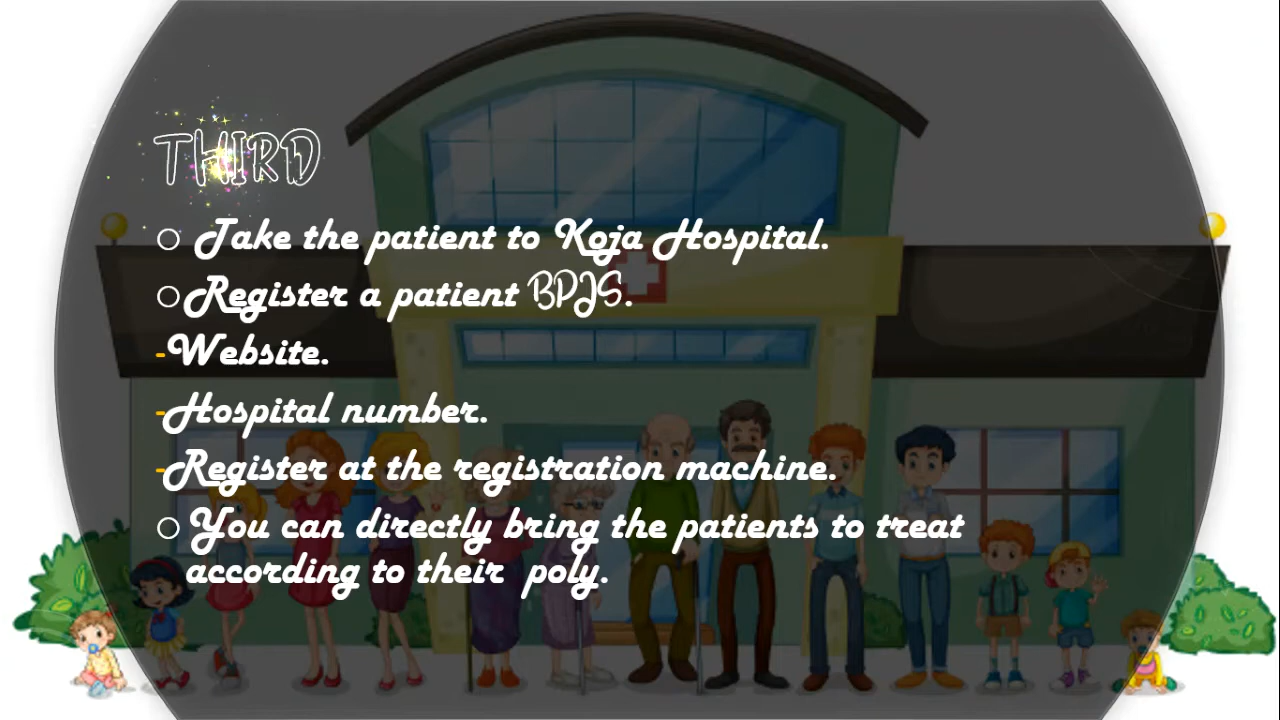 THIRD
○ Take the patient to Koja Hospital.
○ Register a patient BPJS.
-Website.
-Hospital number.
-Register at the registration machine.
○ You can directly bring the patients to treat
according to their poly.